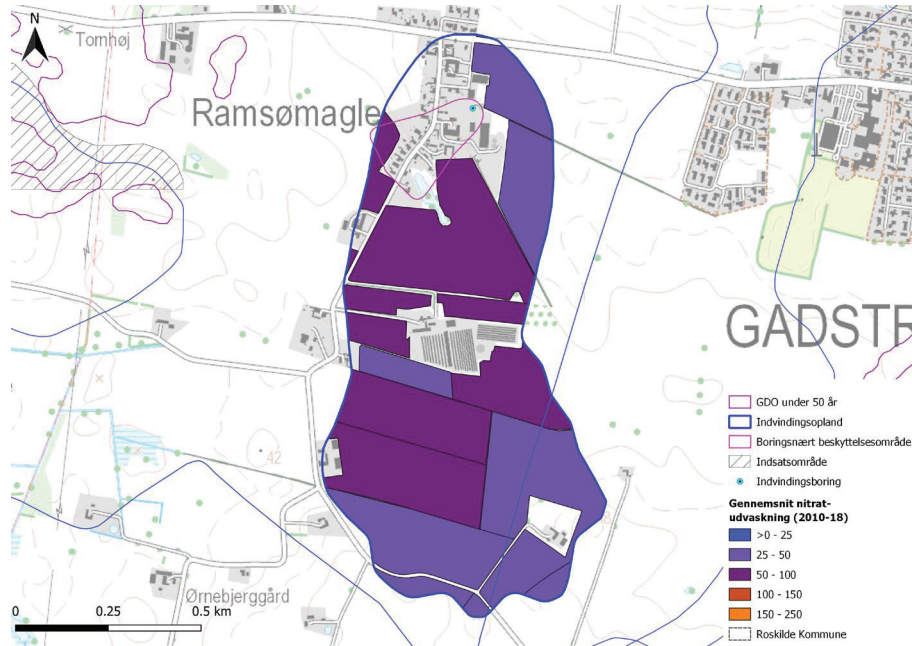 N
Tornhøj
Ramsømagle
GADSTR
42
Ørnebjerggård
0 0.25 0.5 km
GDO under 50 år
Indvindingsopland
Boringsnært beskyttelsesområde
Indsatsområde
Indvindingsboring
Gennemsnit nitrat-
udvaskning (2010-18)
>0 - 25
25 - 50
50 - 100
100 - 150
150 - 250
Roskilde Kommune